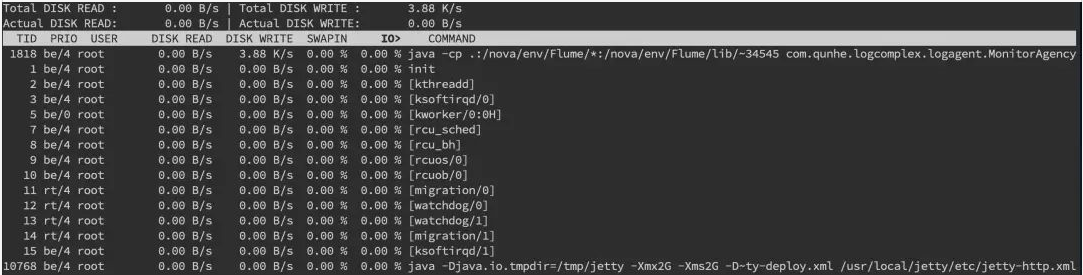 Total DISK READ :       0.00 B/s | Total DISK WRITE :       3.88 K/s
Actual DISK READ:       0.00 B/s | Actual DISK WRITE:       0.00 B/s
TID  PRIO  USER     DISK READ  DISK WRITE  SWAPIN     IO>    COMMAND
1818 be/4 root        0.00 B/s    3.88 K/s  0.00 %  0.00 % java -cp .:/nova/env/Flume/*:/nova/env/Flume/lib/~34545 com.qunhe.logcomplex.logagent.MonitorAgency
1 be/4 root        0.00 B/s    0.00 B/s  0.00 %  0.00 % init
2 be/4 root        0.00 B/s    0.00 B/s  0.00 %  0.00 % [kthreadd]
3 be/4 root        0.00 B/s    0.00 B/s  0.00 %  0.00 % [ksoftirqd/0]
5 be/0 root        0.00 B/s    0.00 B/s  0.00 %  0.00 % [kworker/0:0H]
7 be/4 root        0.00 B/s    0.00 B/s  0.00 %  0.00 % [rcu_sched]
8 be/4 root        0.00 B/s    0.00 B/s  0.00 %  0.00 % [rcu_bh]
9 be/4 root        0.00 B/s    0.00 B/s  0.00 %  0.00 % [rcuos/0]
10 be/4 root        0.00 B/s    0.00 B/s  0.00 %  0.00 % [rcuob/0]
11 rt/4 root        0.00 B/s    0.00 B/s  0.00 %  0.00 % [migration/0]
12 rt/4 root        0.00 B/s    0.00 B/s  0.00 %  0.00 % [watchdog/0]
13 rt/4 root        0.00 B/s    0.00 B/s  0.00 %  0.00 % [watchdog/1]
14 rt/4 root        0.00 B/s    0.00 B/s  0.00 %  0.00 % [migration/1]
15 be/4 root        0.00 B/s    0.00 B/s  0.00 %  0.00 % [ksoftirqd/1]
10768 be/4 root        0.00 B/s    0.00 B/s  0.00 %  0.00 % java -Djava.io.tmpdir=/tmp/jetty -Xmx2G -Xms2G -D~ty-deploy.xml /usr/local/jetty/etc/jetty-http.xml